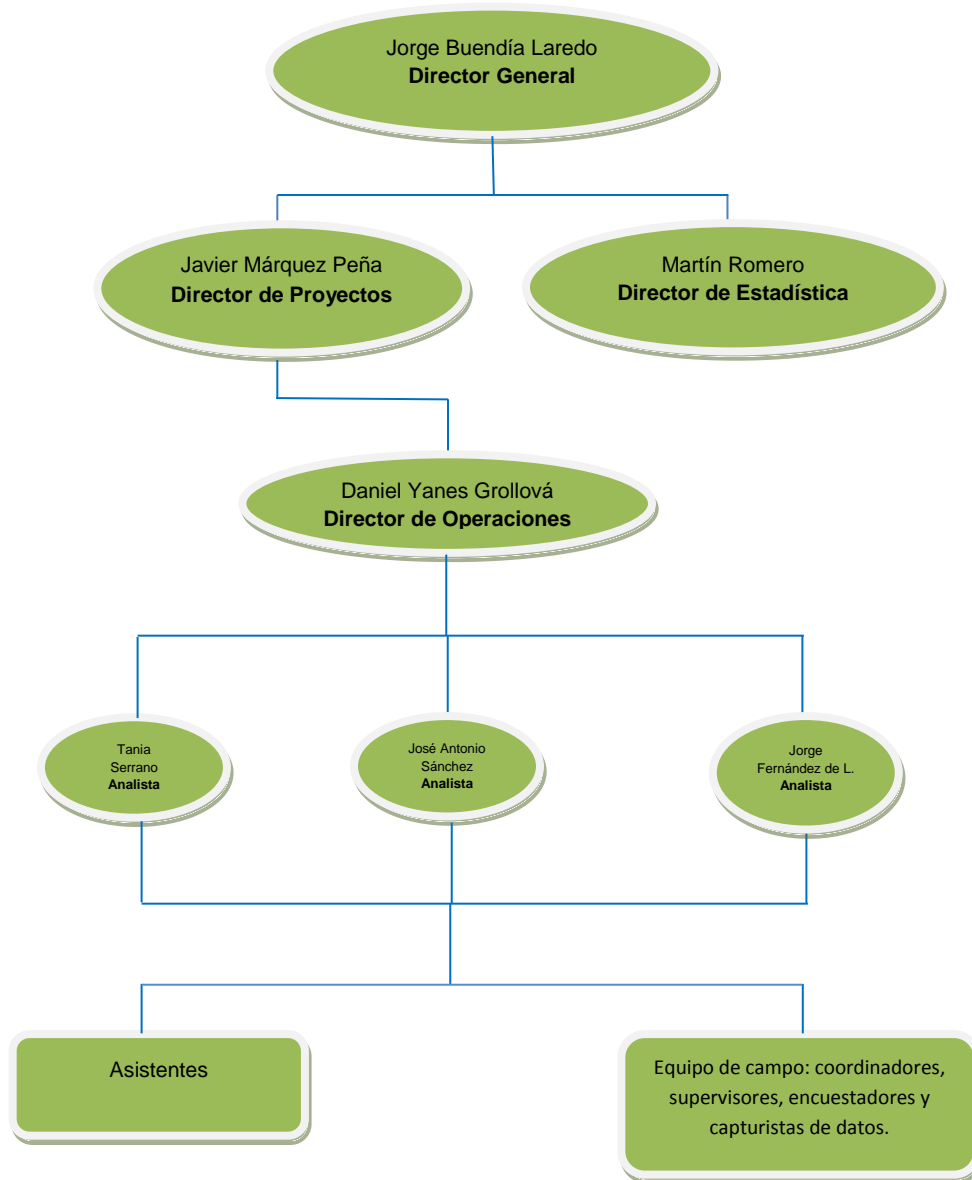 Jorge Buendía Laredo
Director General
Javier Márquez Peña
Director de Proyectos
Martín Romero
Director de Estadística
Daniel Yanes Grollová
Director de Operaciones
Tania
Serrano
Analista
José Antonio
Sánchez
Analista
Jorge
Fernández de L.
Analista
Asistentes
Equipo de campo: coordinadores,
supervisores, encuestadores y
capturistas de datos.